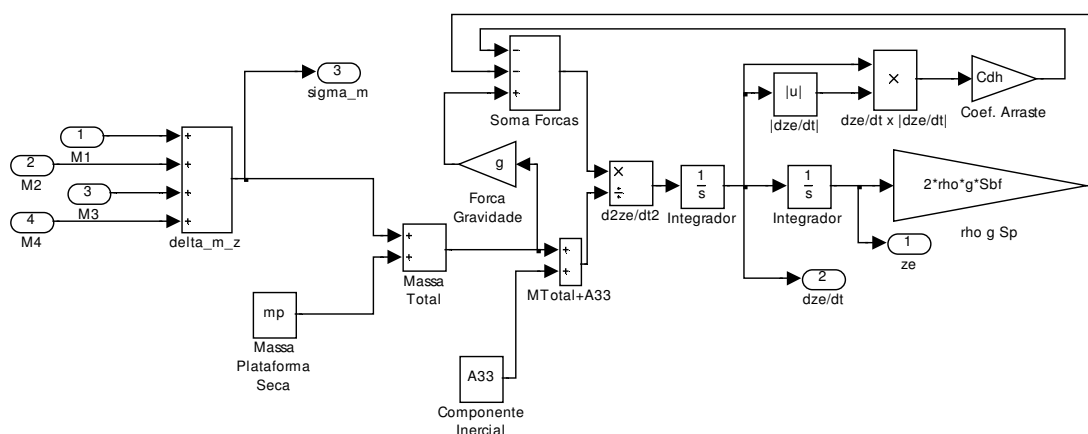 3
sigma_m
1
M1
2
M2
3
M3
4
M4
+
+
+
+
delta_m_z
mp
Massa
Plataforma
Seca
+
+
Massa
Total
−
−
+
Soma Forcas
g
Forca
Gravidade
A33
Componente
Inercial
+
+
MTotal+A33
×
÷
d2ze/dt2
1
s
Integrador
|u|
|dze/dt|
×
dze/dt x |dze/dt|
Cdh
Coef. Arraste
1
s
Integrador
2*rho*g*Sbf
rho g Sp
1
ze
2
dze/dt